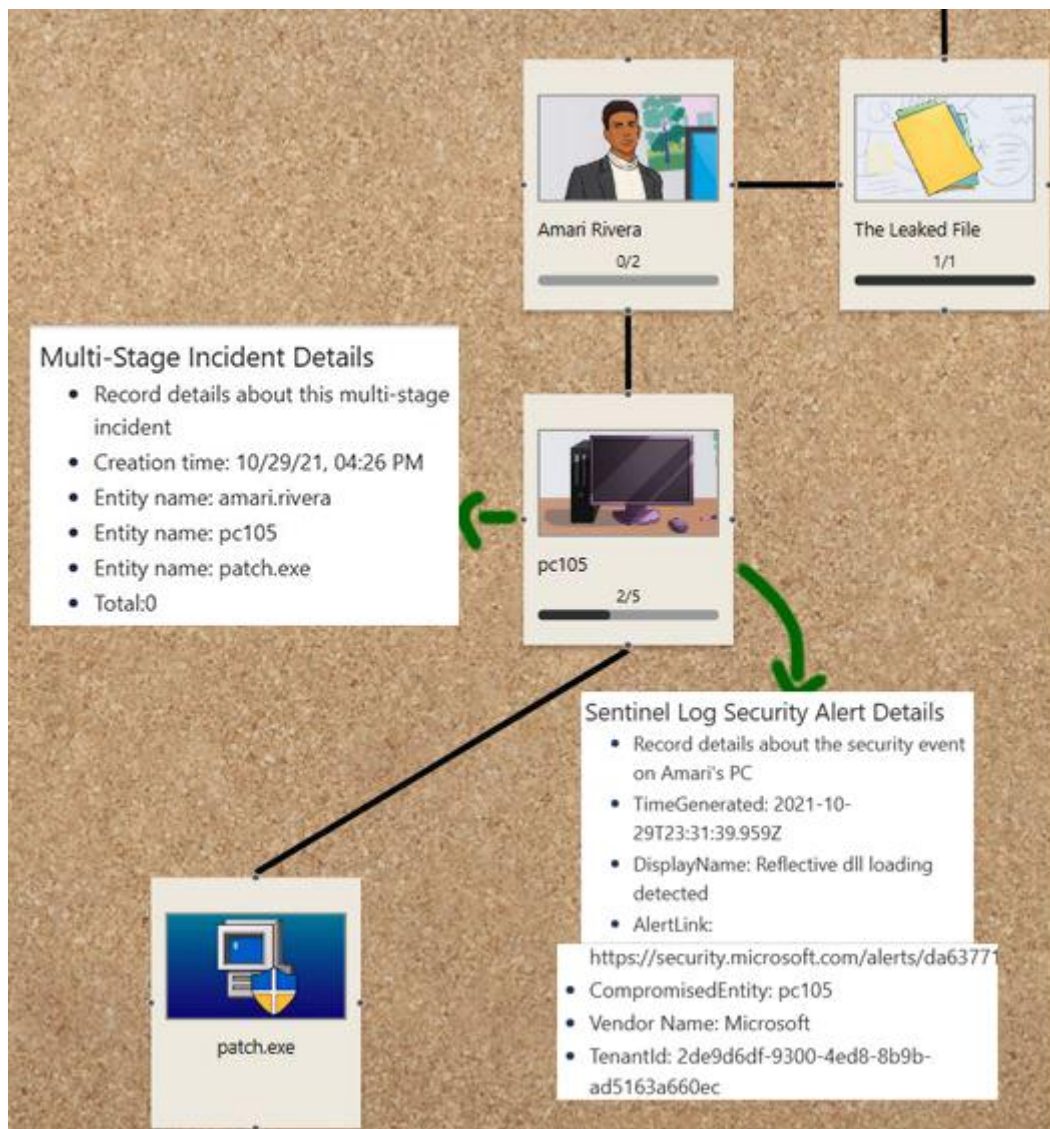 Amari Rivera
0/2
The Leaked File
1/1
Multi-Stage Incident Details
• Record details about this multi-stage
incident
• Creation time: 10/29/21, 04:26 PM
• Entity name: amari.rivera
• Entity name: pc105
• Entity name: patch.exe
• Total:0
pc105
2/5
Sentinel Log Security Alert Details
• Record details about the security event
on Amari's PC
• TimeGenerated: 2021-10-
29T23:31:39.959Z
• DisplayName: Reflective dll loading
detected
• AlertLink:
https://security.microsoft.com/alerts/da63771
• CompromisedEntity: pc105
• Vendor Name: Microsoft
• TenantId: 2de9d6df-9300-4ed8-8b9b-
ad5163a660ec
patch.exe